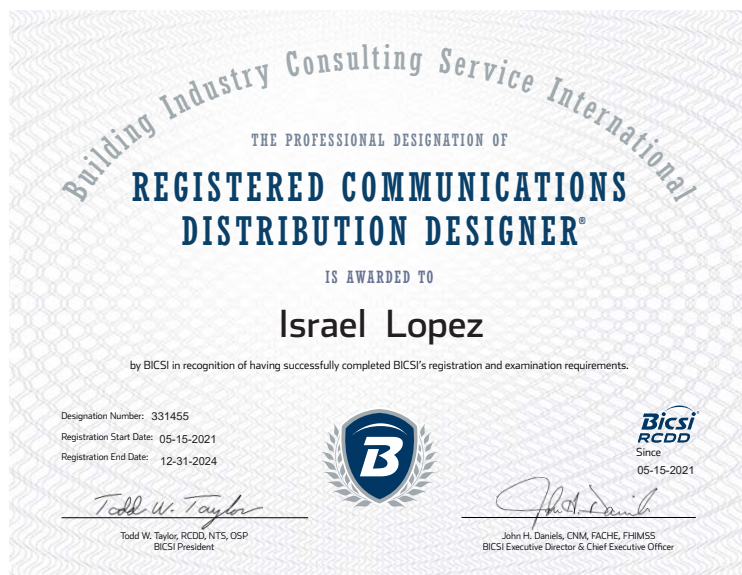 Building Industry Consulting Service International
THE PROFESSIONAL DESIGNATION OF
REGISTERED COMMUNICATIONS
DISTRIBUTION DESIGNER®
IS AWARDED TO
Israel Lopez
by BICSI in recognition of having successfully completed BICSI's registration and examination requirements.
Designation Number: 331455
Registration Start Date: 05-15-2021
Registration End Date: 12-31-2024
B
Bicsi
RCDD
Since
05-15-2021
Todd W. Taylor
Todd W. Taylor, RCDD, NTS, OSP
BICSI President
John H. Daniels
John H. Daniels, CNM, FACHE, FHIMSS
BICSI Executive Director & Chief Executive Officer